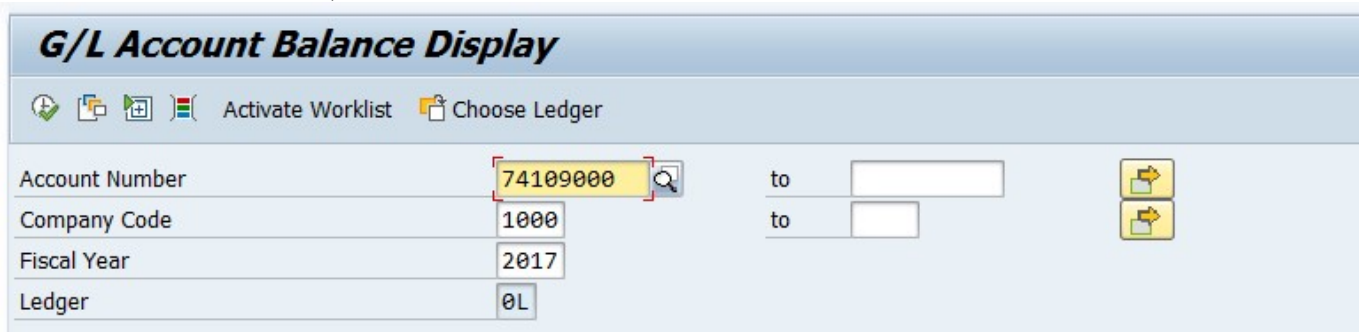 G/L Account Balance Display
Activate Worklist Choose Ledger
Account Number 74109000 to
Company Code 1000 to
Fiscal Year 2017
Ledger 0L